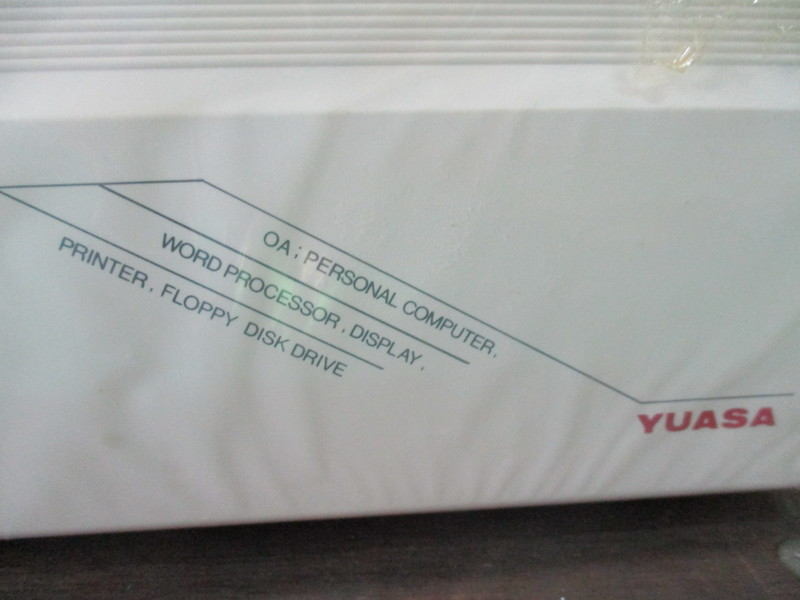 OA; PERSONAL COMPUTER,
WORD PROCESSOR, DISPLAY,
PRINTER, FLOPPY DISK DRIVE
YUASA